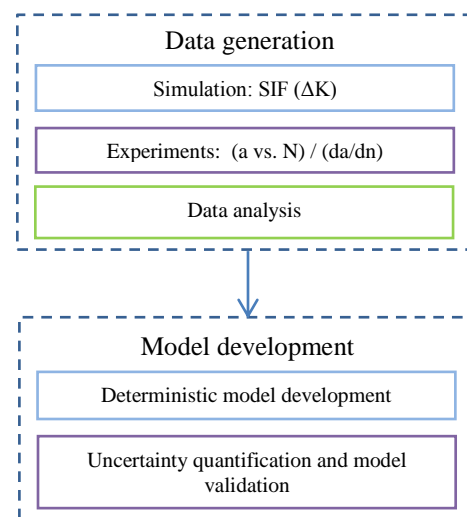 Data generation
Simulation: SIF (ΔK)
Experiments: (a vs. N) / (da/dn)
Data analysis
Model development
Deterministic model development
Uncertainty quantification and model
validation